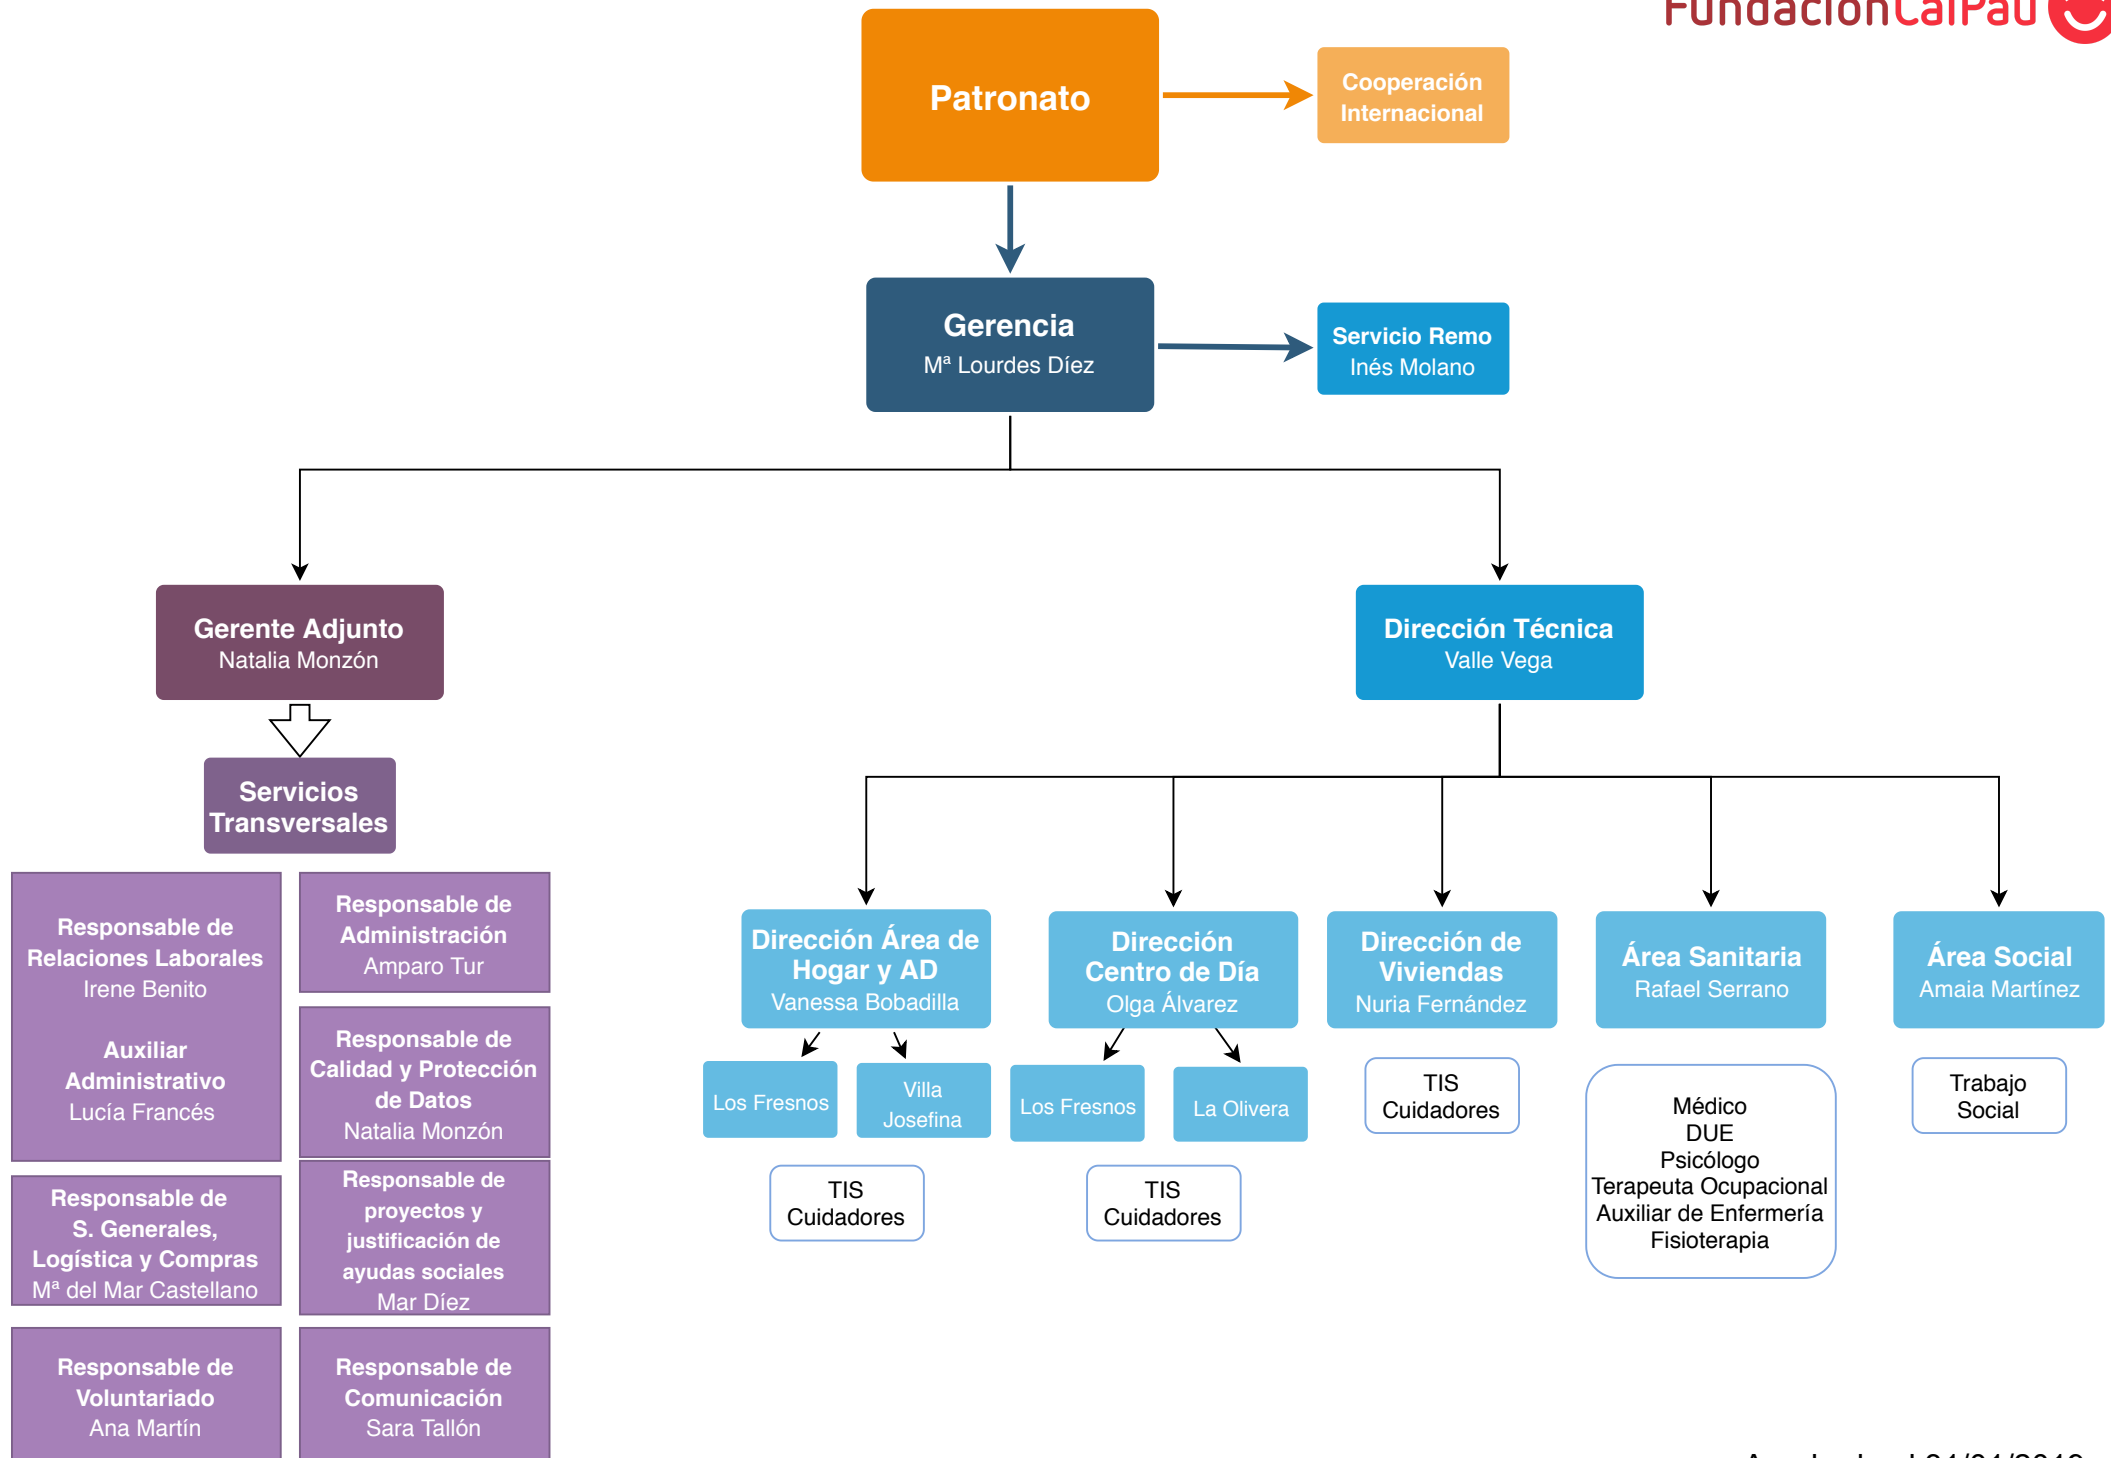 FundaciónCalPau
Patronato
Cooperación
Internacional
Gerencia
Mª Lourdes Díez
Servicio Remo
Inés Molano
Gerente Adjunto
Natalia Monzón
Dirección Técnica
Valle Vega
Servicios
Transversales
Responsable de
Relaciones Laborales
Irene Benito
Auxiliar
Administrativo
Lucía Francés
Responsable de
Administración
Amparo Tur
Responsable de
Calidad y Protección
de Datos
Natalia Monzón
Responsable de
S. Generales,
Logística y Compras
Mª del Mar Castellano
Responsable de
proyectos y
justificación de
ayudas sociales
Mar Díez
Responsable de
Voluntariado
Ana Martín
Responsable de
Comunicación
Sara Tallón
Dirección Área de
Hogar y AD
Vanessa Bobadilla
Los Fresnos
Villa
Josefina
TIS
Cuidadores
Dirección
Centro de Día
Olga Álvarez
Los Fresnos
La Olivera
TIS
Cuidadores
Dirección de
Viviendas
Nuria Fernández
TIS
Cuidadores
Área Sanitaria
Rafael Serrano
Médico
DUE
Psicólogo
Terapeuta Ocupacional
Auxiliar de Enfermería
Fisioterapia
Área Social
Amaia Martínez
Trabajo
Social